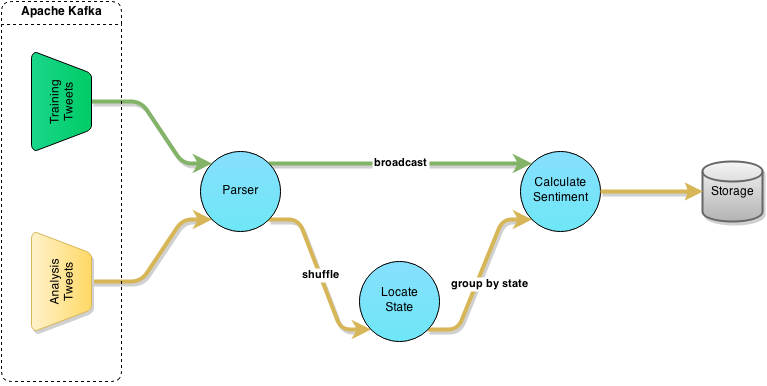 Apache Kafka
Training
Tweets
Parser
broadcast
Calculate
Sentiment
Storage
Analysis
Tweets
shuffle
Locate
State
group by state